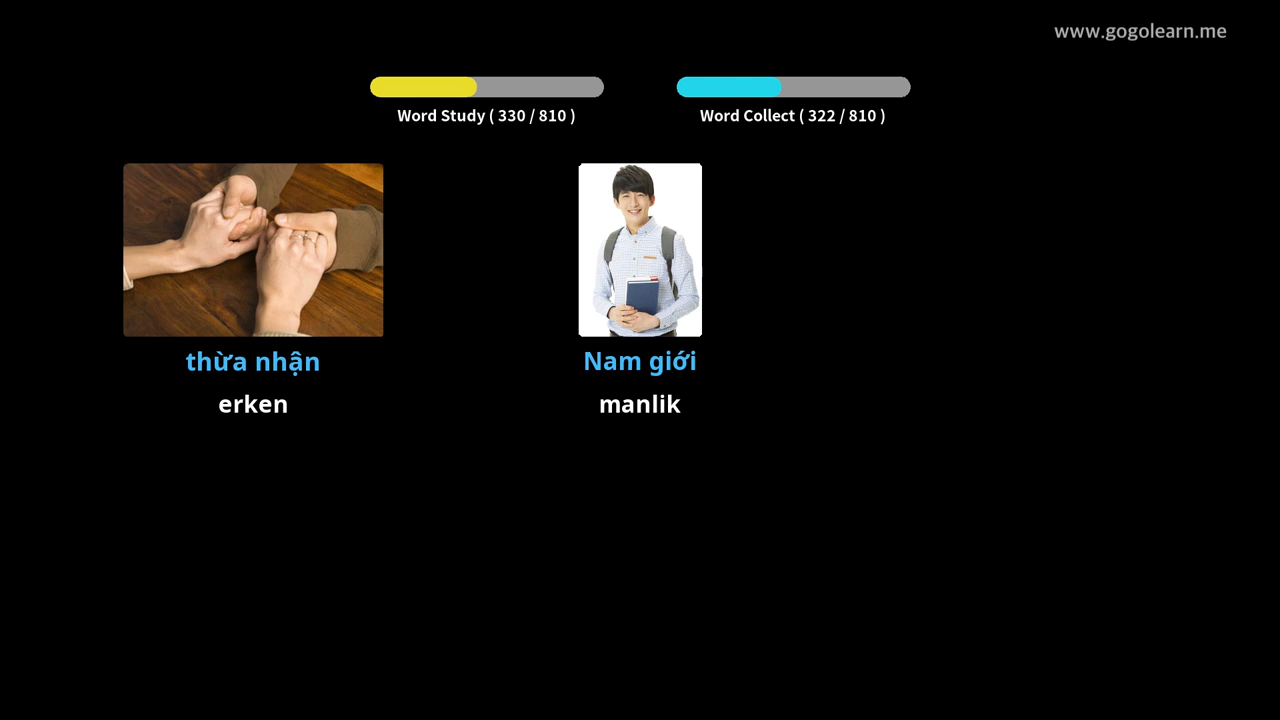 www.gogolearn.me
Word Study ( 330 / 810 )
Word Collect ( 322 / 810 )
thừa nhận
Nam giới
erken
manlik